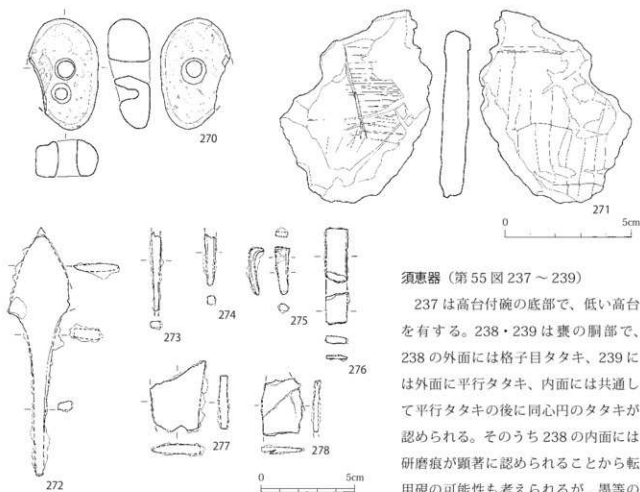 270
271
0 5cm
272
273
274
275
276
277
278
0 5cm
須恵器（第 55 図 237 ～ 239）
237 は高台付碗の底部で、低い高台
を有する。238・239 は甕の胴部で、
238 の外面には格子目タタキ、239 に
は外面に平行タタキ、内面には共通し
て平行タタキの後に同心円のタタキが
認められる。そのうち 238 の内面には
研磨痕が顕著に認められることから転
用硯の可能性も考えられるが、墨等の